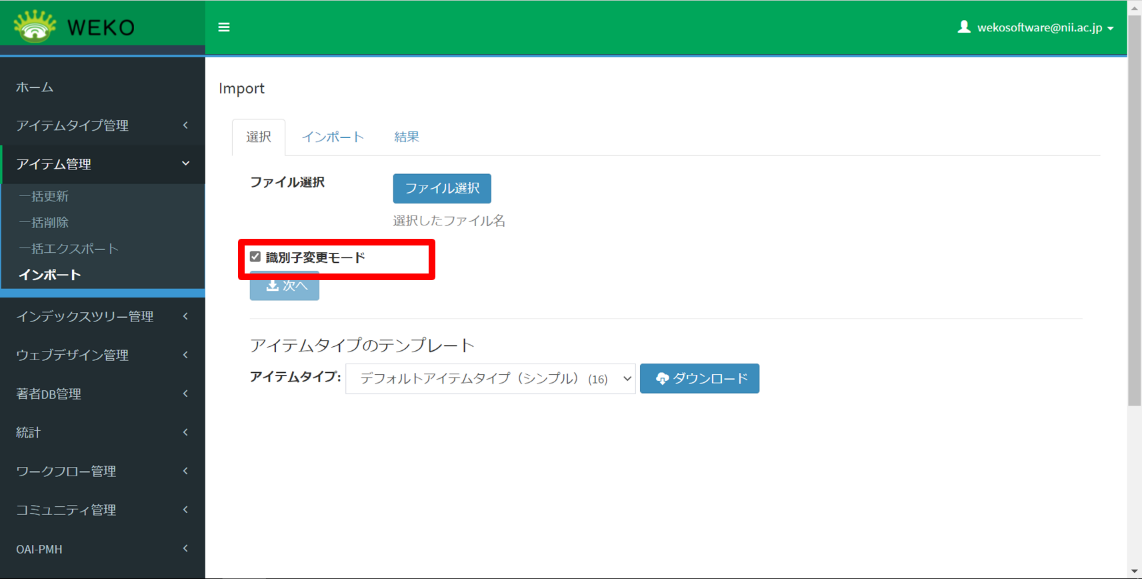 WEKO
wekosoftware@nii.ac.jp
ホーム
アイテムタイプ管理
アイテム管理
一括更新
一括削除
一括エクスポート
インポート
インデックスツリー管理
ウェブデザイン管理
著者DB管理
統計
ワークフロー管理
コミュニティ管理
OAI-PMH
Import
選択 インポート 結果
ファイル選択 ファイル選択
選択したファイル名
識別子変更モード
次へ
アイテムタイプのテンプレート
アイテムタイプ: デフォルトアイテムタイプ（シンプル） (16) ダウンロード